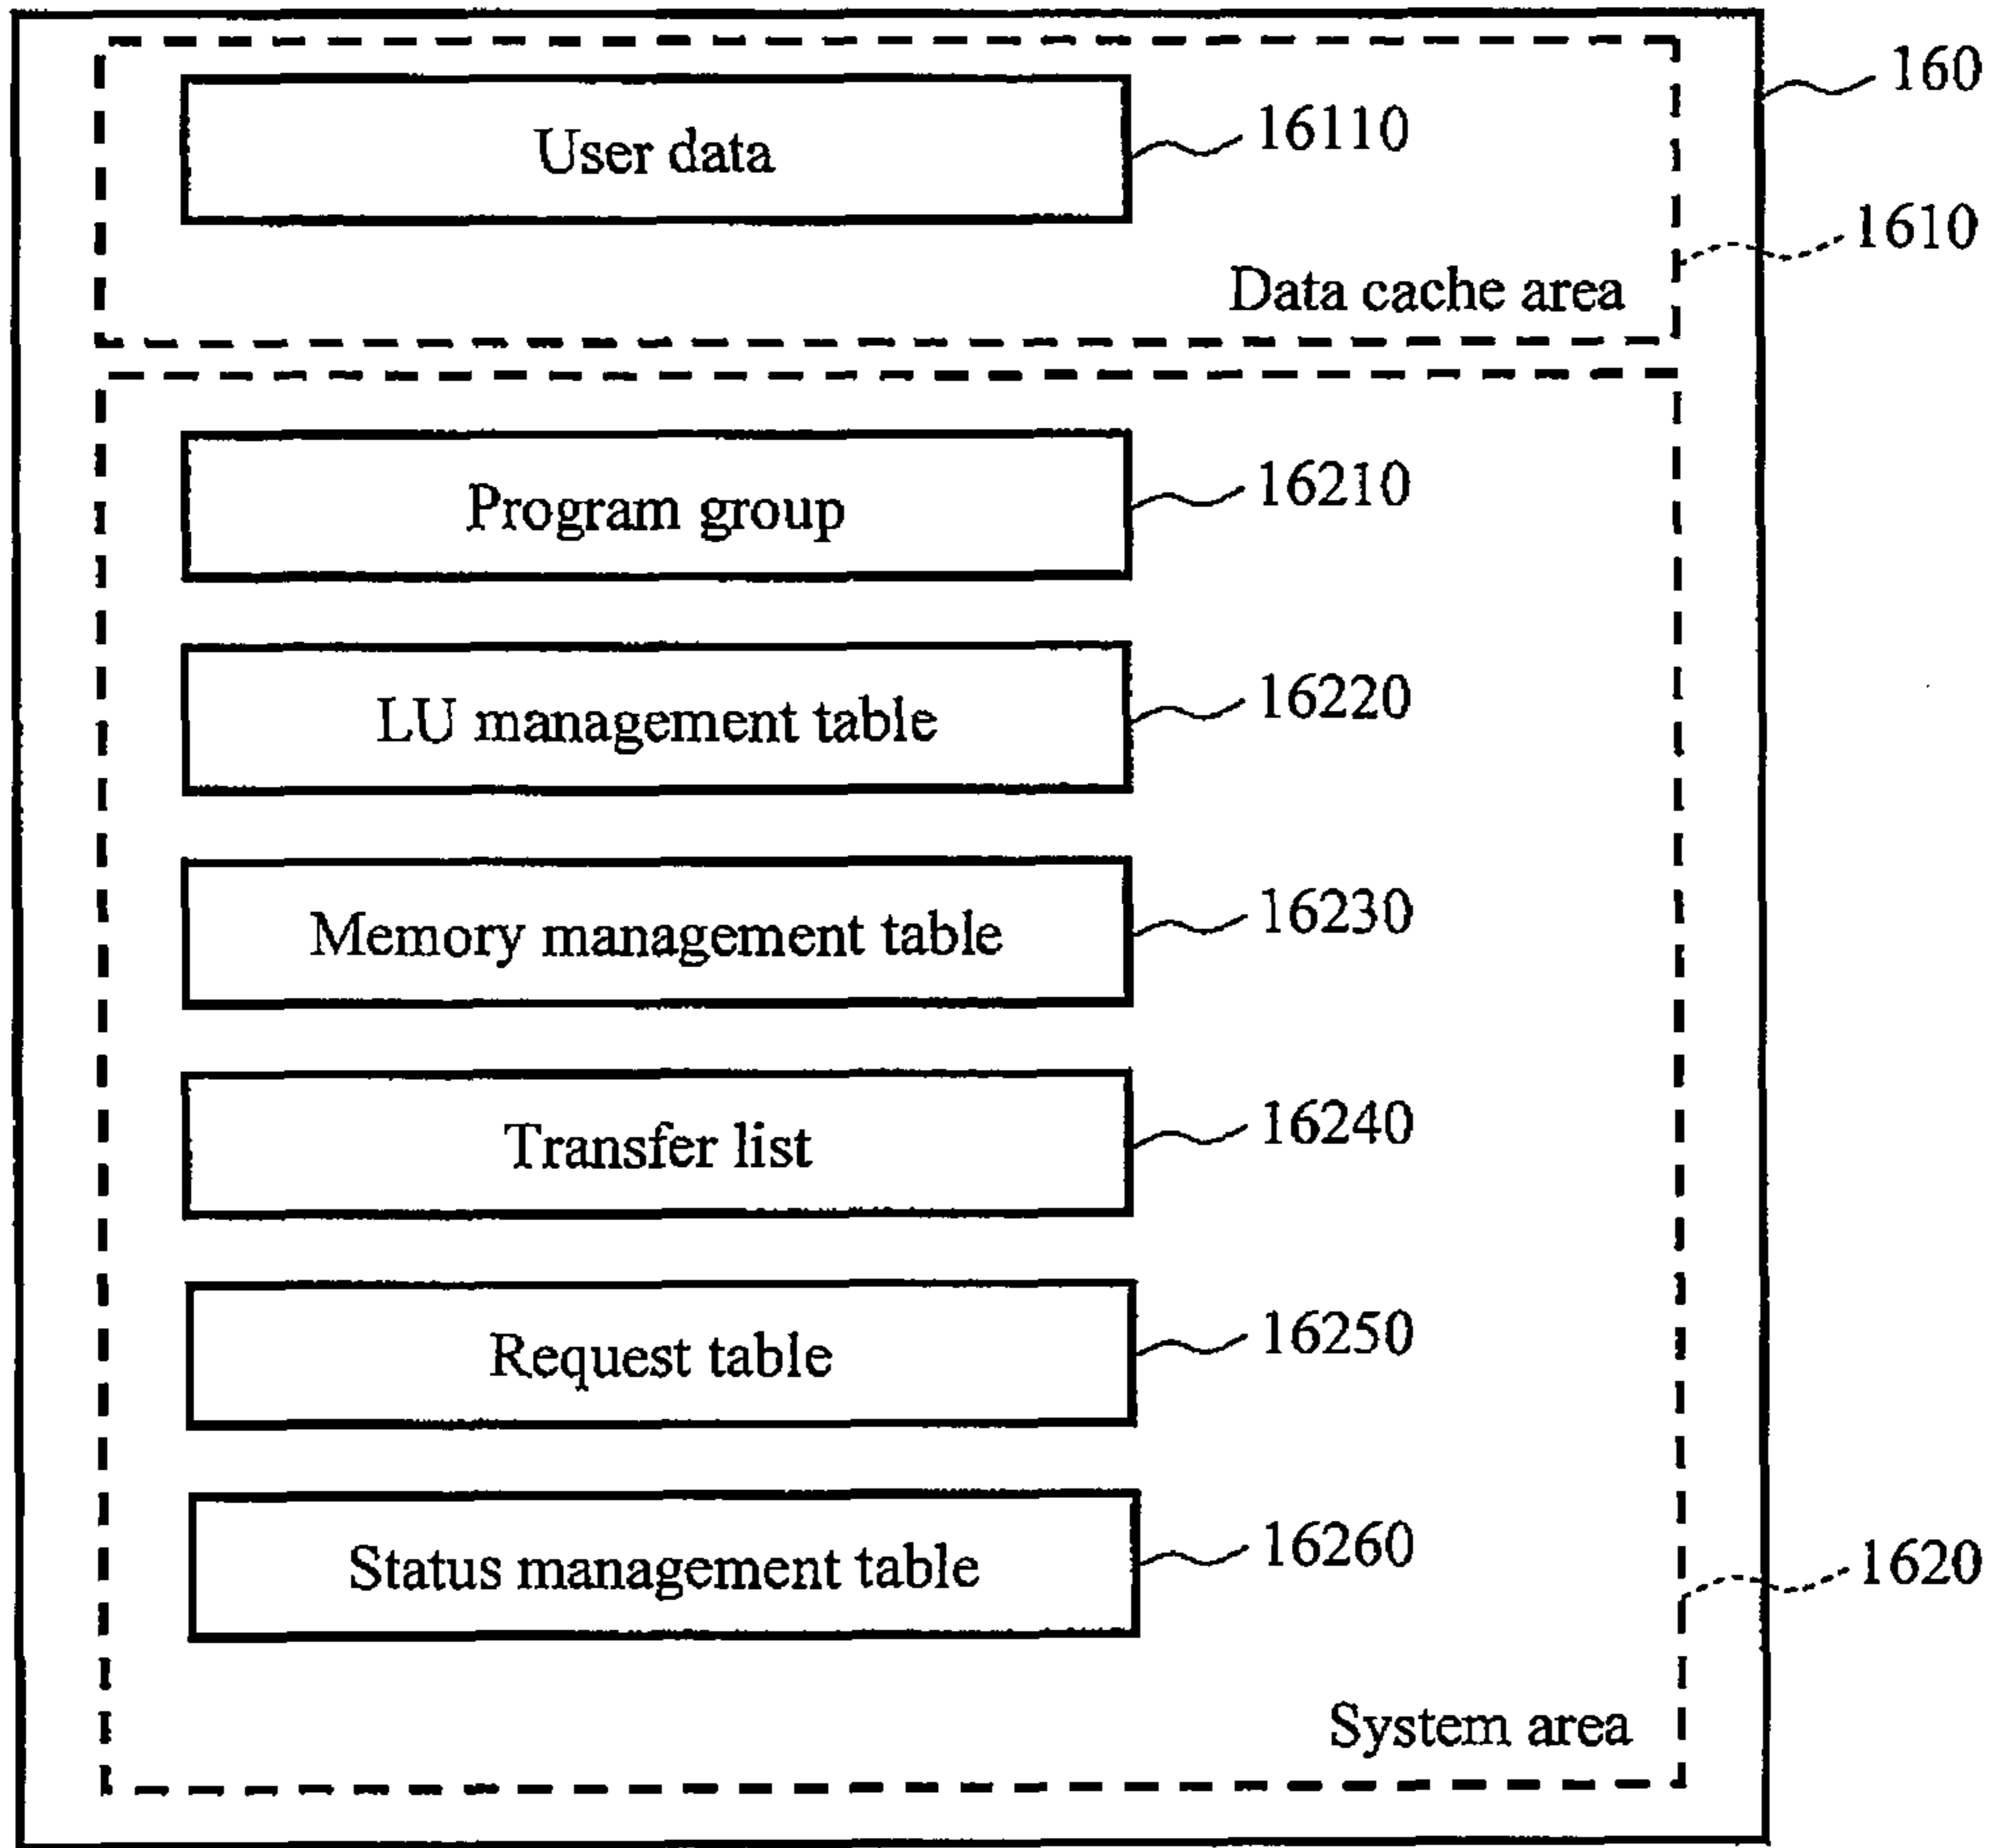 160
User data
16110
1610
Data cache area
Program group
16210
LU management table
16220
Memory management table
16230
Transfer list
16240
Request table
16250
Status management table
16260
1620
System area